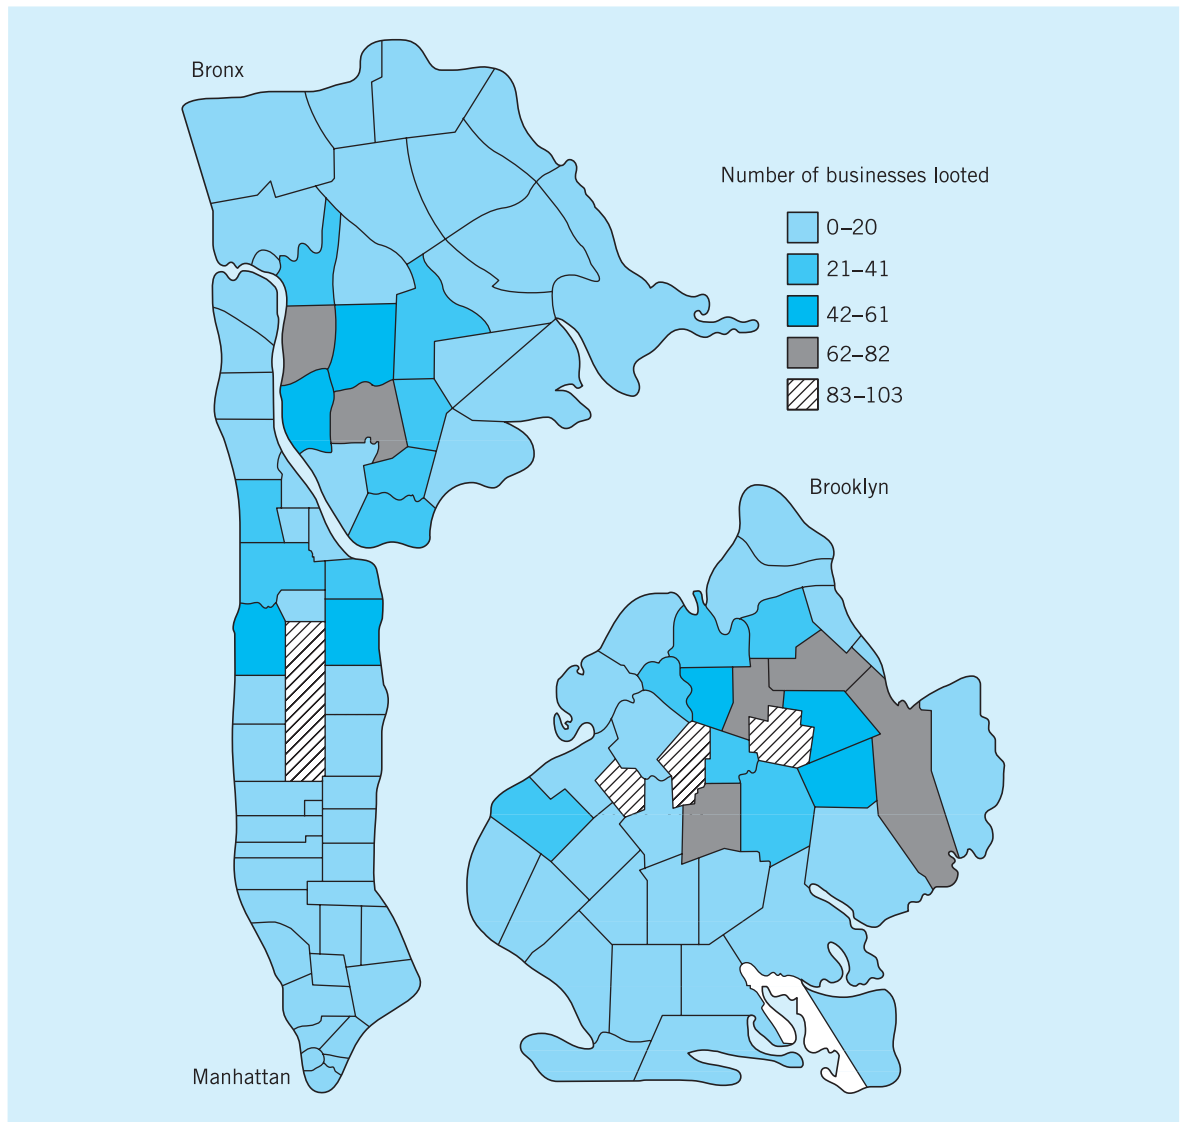 Bronx
Number of businesses looted
0–20
21–41
42–61
62–82
83–103
Brooklyn
Manhattan